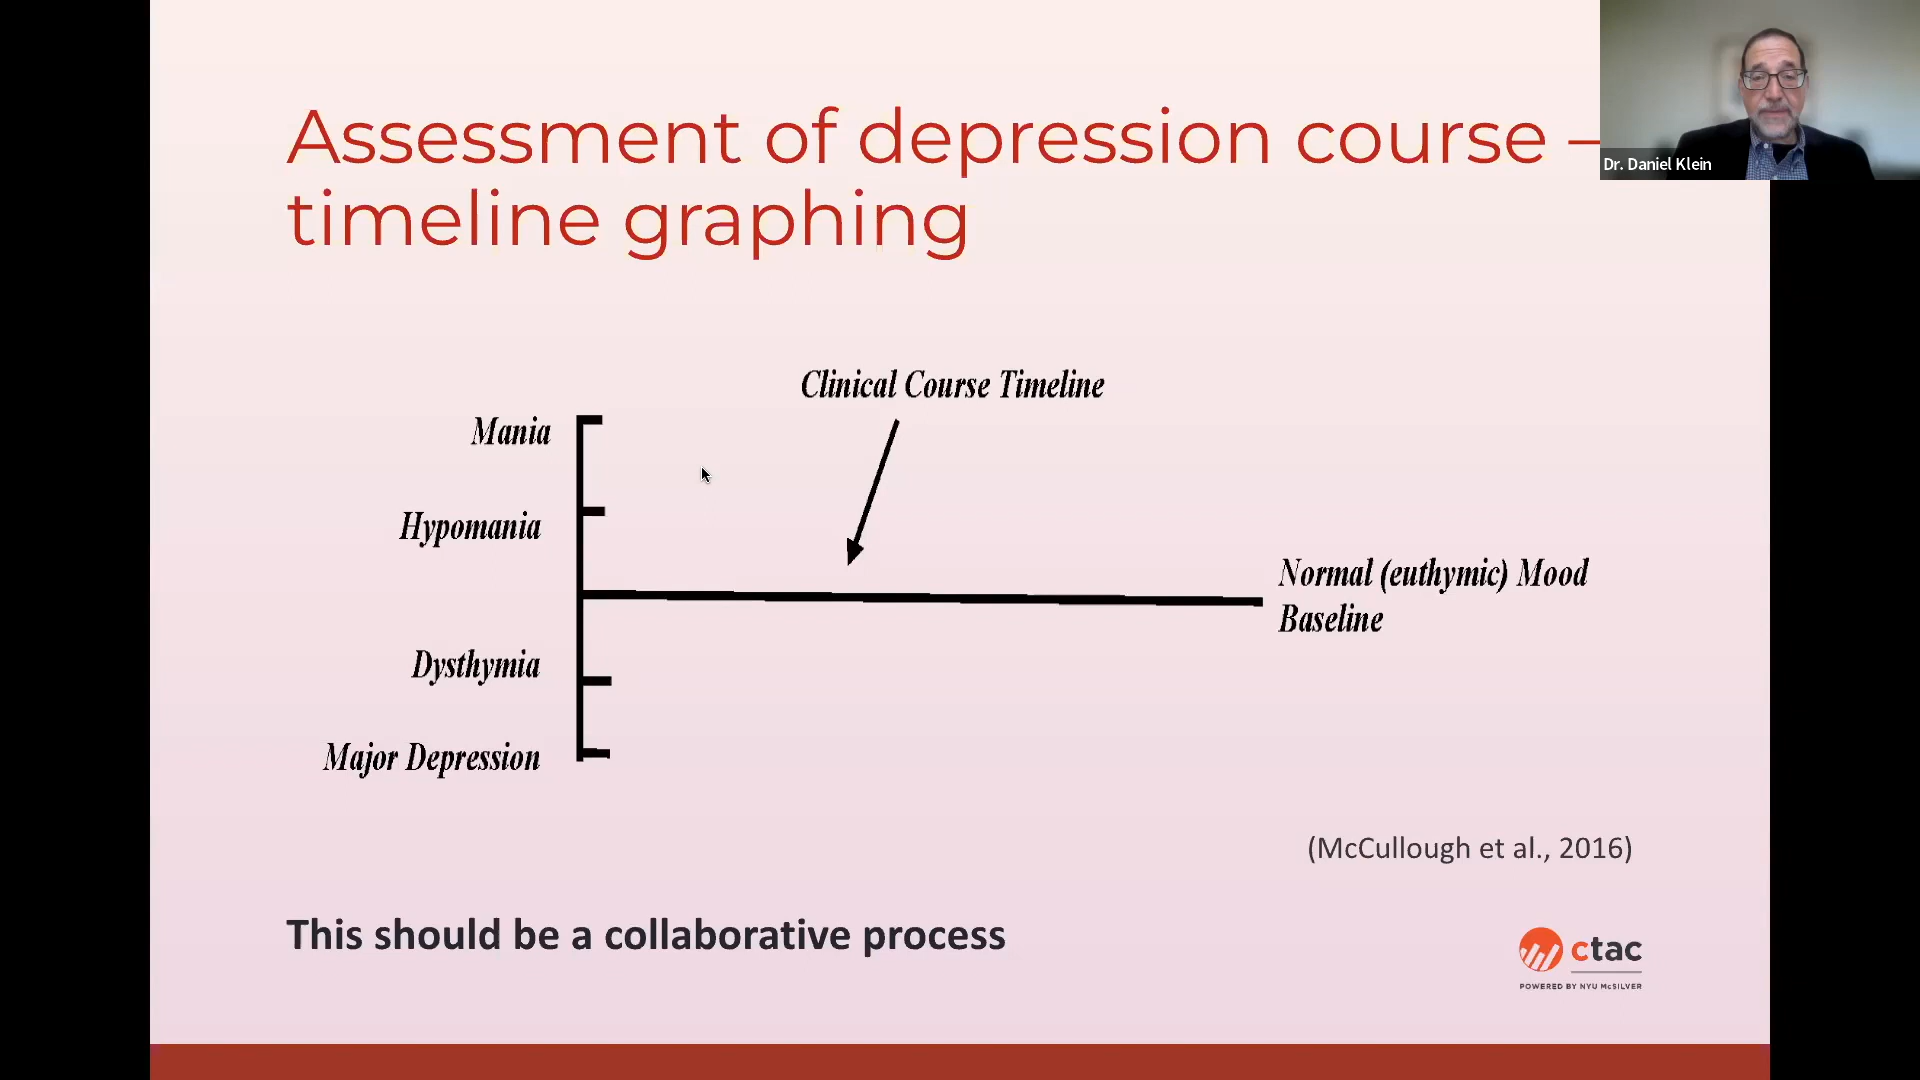 Assessment of depression course –
timeline graphing
Dr. Daniel Klein
Clinical Course Timeline
Mania
Hypomania
Normal (euthymic) Mood
Baseline
Dysthymia
Major Depression
(McCullough et al., 2016)
This should be a collaborative process
ctac
POWERED BY NYU McSILVER